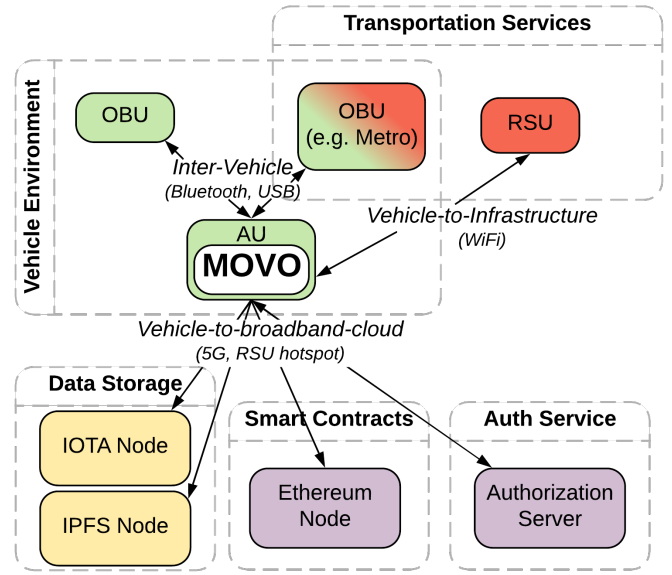 Transportation Services
Vehicle Environment
OBU
OBU
(e.g. Metro)
RSU
Inter-Vehicle
(Bluetooth, USB)
Vehicle-to-Infrastructure
(WiFi)
AU
MOVO
Vehicle-to-broadband-cloud
(5G, RSU hotspot)
Data Storage
IOTA Node
IPFS Node
Smart Contracts
Ethereum
Node
Auth Service
Authorization
Server